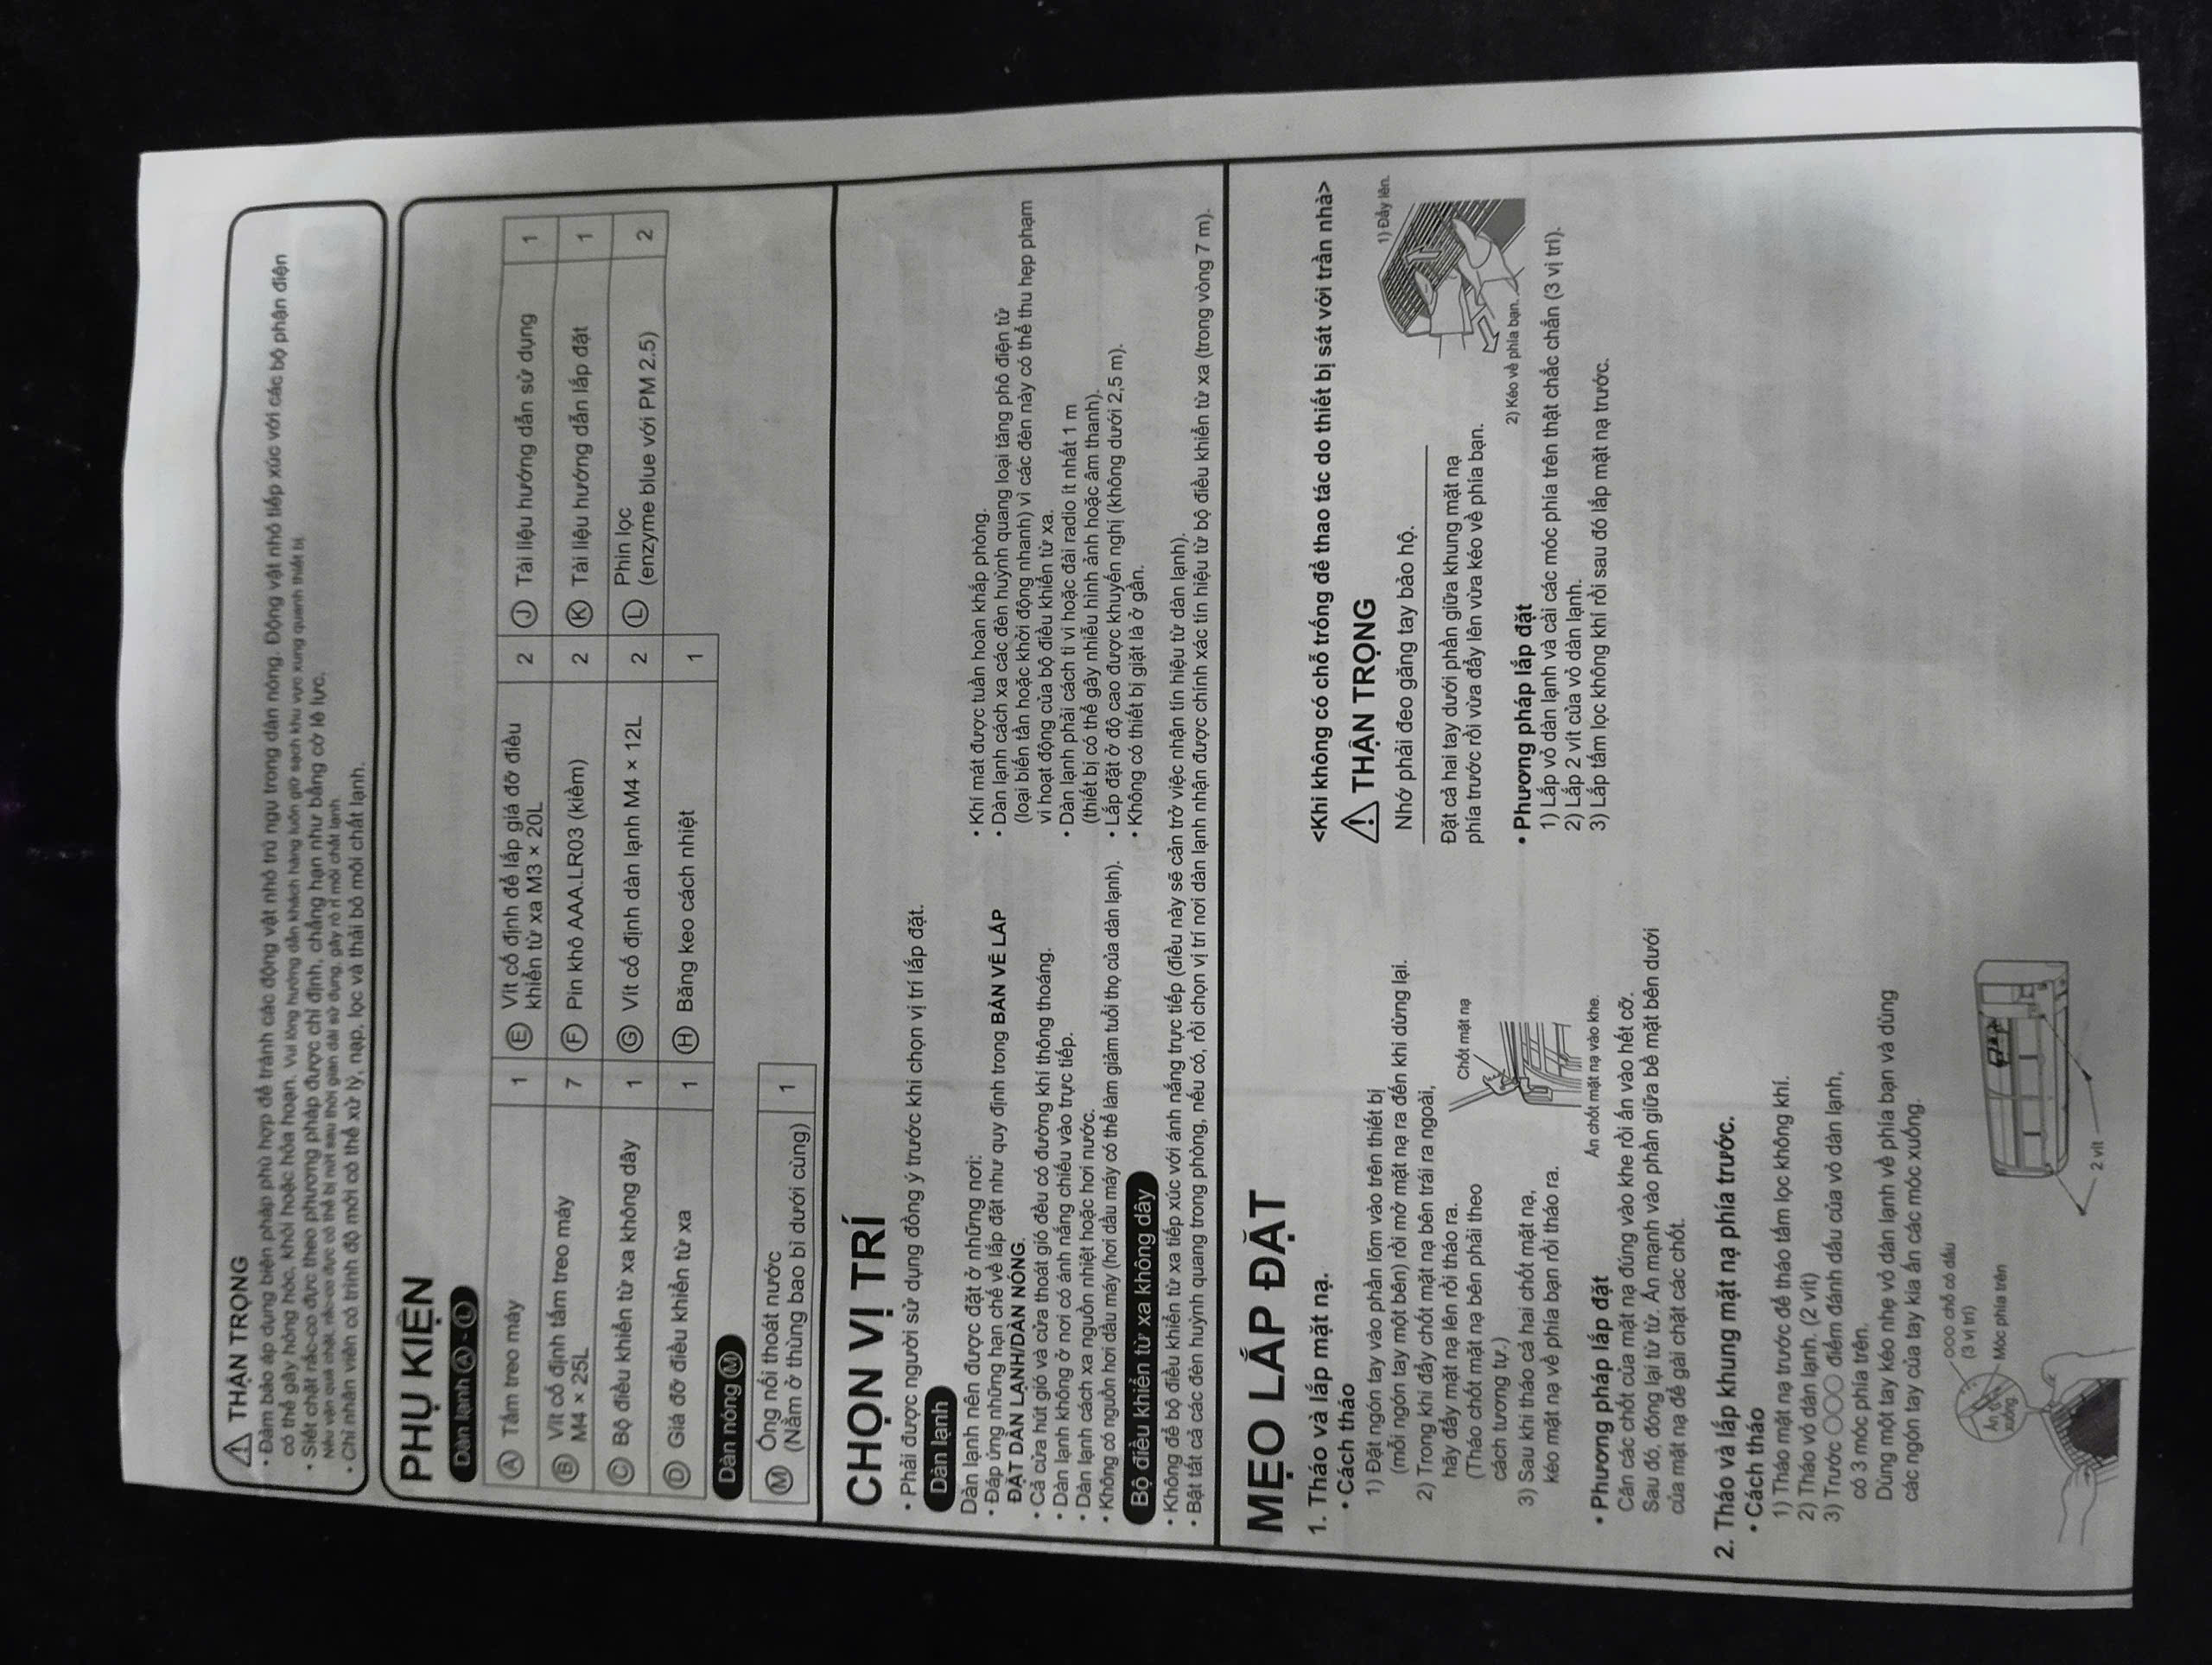 ⚠ THẬN TRỌNG
• Đảm bảo áp dụng biện pháp phù hợp để tránh các động vật nhỏ trú ngụ trong dàn nóng. Động vật nhỏ tiếp xúc với các bộ phận điện
có thể gây hỏng hóc, khói hoặc hỏa hoạn. Vui lòng hướng dẫn khách hàng luôn giữ sạch khu vực xung quanh thiết bị.
• Siết chặt rắc-co đực theo phương pháp được chỉ định, chẳng hạn như bằng cờ lê lực.
Nếu vặn quá chặt, rắc-co đực có thể bị nứt sau thời gian dài sử dụng, gây rò rỉ môi chất lạnh.
• Chỉ nhân viên có trình độ mới có thể xử lý, nạp, lọc và thải bỏ môi chất lạnh.
PHỤ KIỆN
Dàn lạnh Ⓐ - Ⓛ
Ⓐ Tấm treo máy 1
Ⓑ Vít cố định tấm treo máy
M4 × 25L 7
Ⓒ Bộ điều khiển từ xa không dây 1
Ⓓ Giá đỡ điều khiển từ xa 1
Ⓔ Vít cố định để lắp giá đỡ điều
khiển từ xa M3 × 20L 2
Ⓕ Pin khô AAA.LR03 (kiềm) 2
Ⓖ Vít cố định dàn lạnh M4 × 12L 2
Ⓗ Băng keo cách nhiệt 1
Ⓙ Tài liệu hướng dẫn sử dụng 1
Ⓚ Tài liệu hướng dẫn lắp đặt 1
Ⓛ Phin lọc
(enzyme blue với PM 2.5) 2
Dàn nóng Ⓜ
Ⓜ Ống nối thoát nước
(Nằm ở thùng bao bì dưới cùng) 1
CHỌN VỊ TRÍ
• Phải được người sử dụng đồng ý trước khi chọn vị trí lắp đặt.
Dàn lạnh
Dàn lạnh nên được đặt ở những nơi:
• Đáp ứng những hạn chế về lắp đặt như quy định trong BẢN VẼ LẮP
ĐẶT DÀN LẠNH/DÀN NÓNG.
• Cả cửa hút gió và cửa thoát gió đều có đường khí thông thoáng.
• Dàn lạnh không ở nơi có ánh nắng chiếu vào trực tiếp.
• Dàn lạnh cách xa nguồn nhiệt hoặc hơi nước.
• Không có nguồn hơi dầu máy (hơi dầu máy có thể làm giảm tuổi thọ của dàn lạnh).
• Khí mát được tuần hoàn khắp phòng.
• Dàn lạnh cách xa các đèn huỳnh quang loại tăng phô điện tử
(loại biến tần hoặc khởi động nhanh) vì các đèn này có thể thu hẹp phạm
vi hoạt động của bộ điều khiển từ xa.
• Dàn lạnh phải cách ti vi hoặc đài radio ít nhất 1 m
(thiết bị có thể gây nhiễu hình ảnh hoặc âm thanh).
• Lắp đặt ở độ cao được khuyến nghị (không dưới 2,5 m).
• Không có thiết bị giặt là ở gần.
Bộ điều khiển từ xa không dây
• Không để bộ điều khiển từ xa tiếp xúc với ánh nắng trực tiếp (điều này sẽ cản trở việc nhận tín hiệu từ dàn lạnh).
• Bật tất cả các đèn huỳnh quang trong phòng, nếu có, rồi chọn vị trí nơi dàn lạnh nhận được chính xác tín hiệu từ bộ điều khiển từ xa (trong vòng 7 m).
MẸO LẮP ĐẶT
1. Tháo và lắp mặt nạ.
• Cách tháo
1) Đặt ngón tay vào phần lõm vào trên thiết bị
(mỗi ngón tay một bên) rồi mở mặt nạ ra đến khi dừng lại.
2) Trong khi đẩy chốt mặt nạ bên trái ra ngoài,
hãy đẩy mặt nạ lên rồi tháo ra.
(Tháo chốt mặt nạ bên phải theo
cách tương tự.)
3) Sau khi tháo cả hai chốt mặt nạ,
kéo mặt nạ về phía bạn rồi tháo ra.
Chốt mặt nạ
Ấn chốt mặt nạ vào khe.
• Phương pháp lắp đặt
Căn các chốt của mặt nạ đúng vào khe rồi ấn vào hết cỡ.
Sau đó, đóng lại từ từ. Ấn mạnh vào phần giữa bề mặt bên dưới
của mặt nạ để gài chặt các chốt.
2. Tháo và lắp khung mặt nạ phía trước.
• Cách tháo
1) Tháo mặt nạ trước để tháo tấm lọc không khí.
2) Tháo vỏ dàn lạnh. (2 vít)
3) Trước ○○○ điểm đánh dấu của vỏ dàn lạnh,
có 3 móc phía trên.
Dùng một tay kéo nhẹ vỏ dàn lạnh về phía bạn và dùng
các ngón tay của tay kia ấn các móc xuống.
○○○ chỗ có dấu
(3 vị trí)
Móc phía trên
Ấn
xuống.
2 vít
<Khi không có chỗ trống để thao tác do thiết bị sát với trần nhà>
⚠ THẬN TRỌNG
Nhớ phải đeo găng tay bảo hộ.
Đặt cả hai tay dưới phần giữa khung mặt nạ
phía trước rồi vừa đẩy lên vừa kéo về phía bạn.
1) Đẩy lên.
2) Kéo về phía bạn.
• Phương pháp lắp đặt
1) Lắp vỏ dàn lạnh và cài các móc phía trên thật chắc chắn (3 vị trí).
2) Lắp 2 vít của vỏ dàn lạnh.
3) Lắp tấm lọc không khí rồi sau đó lắp mặt nạ trước.